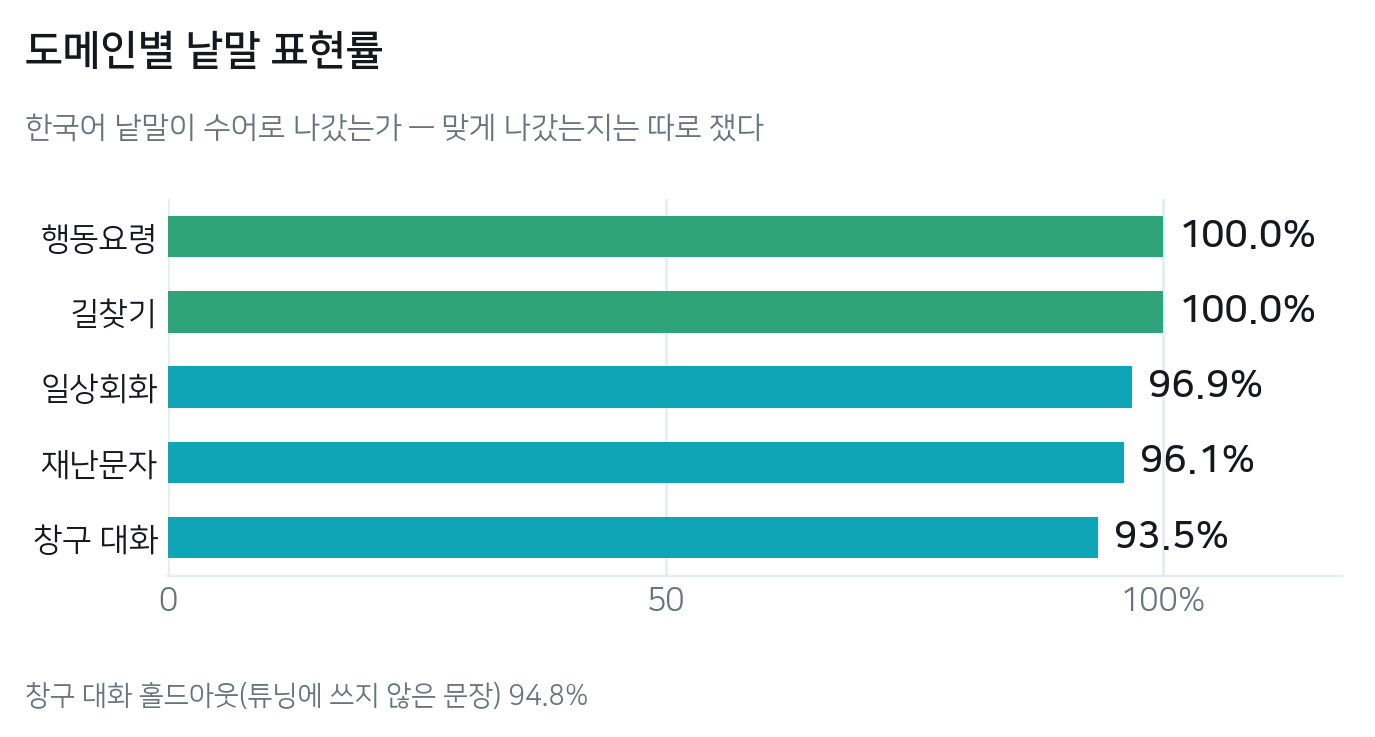 도메인별 낱말 표현률
한국어 낱말이 수어로 나갔는가 — 맞게 나갔는지는 따로 쟀다
행동요령 100.0%
길찾기 100.0%
일상회화 96.9%
재난문자 96.1%
창구 대화 93.5%
0 50 100%
창구 대화 홀드아웃(튜닝에 쓰지 않은 문장) 94.8%